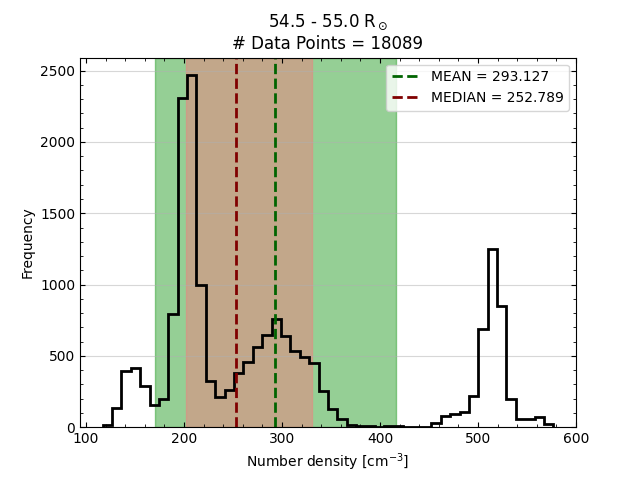 54.5 - 55.0 R⊙
# Data Points = 18089
MEAN = 293.127
MEDIAN = 252.789
Frequency
2500
2000
1500
1000
500
0
100 200 300 400 500 600
Number density [cm⁻³]